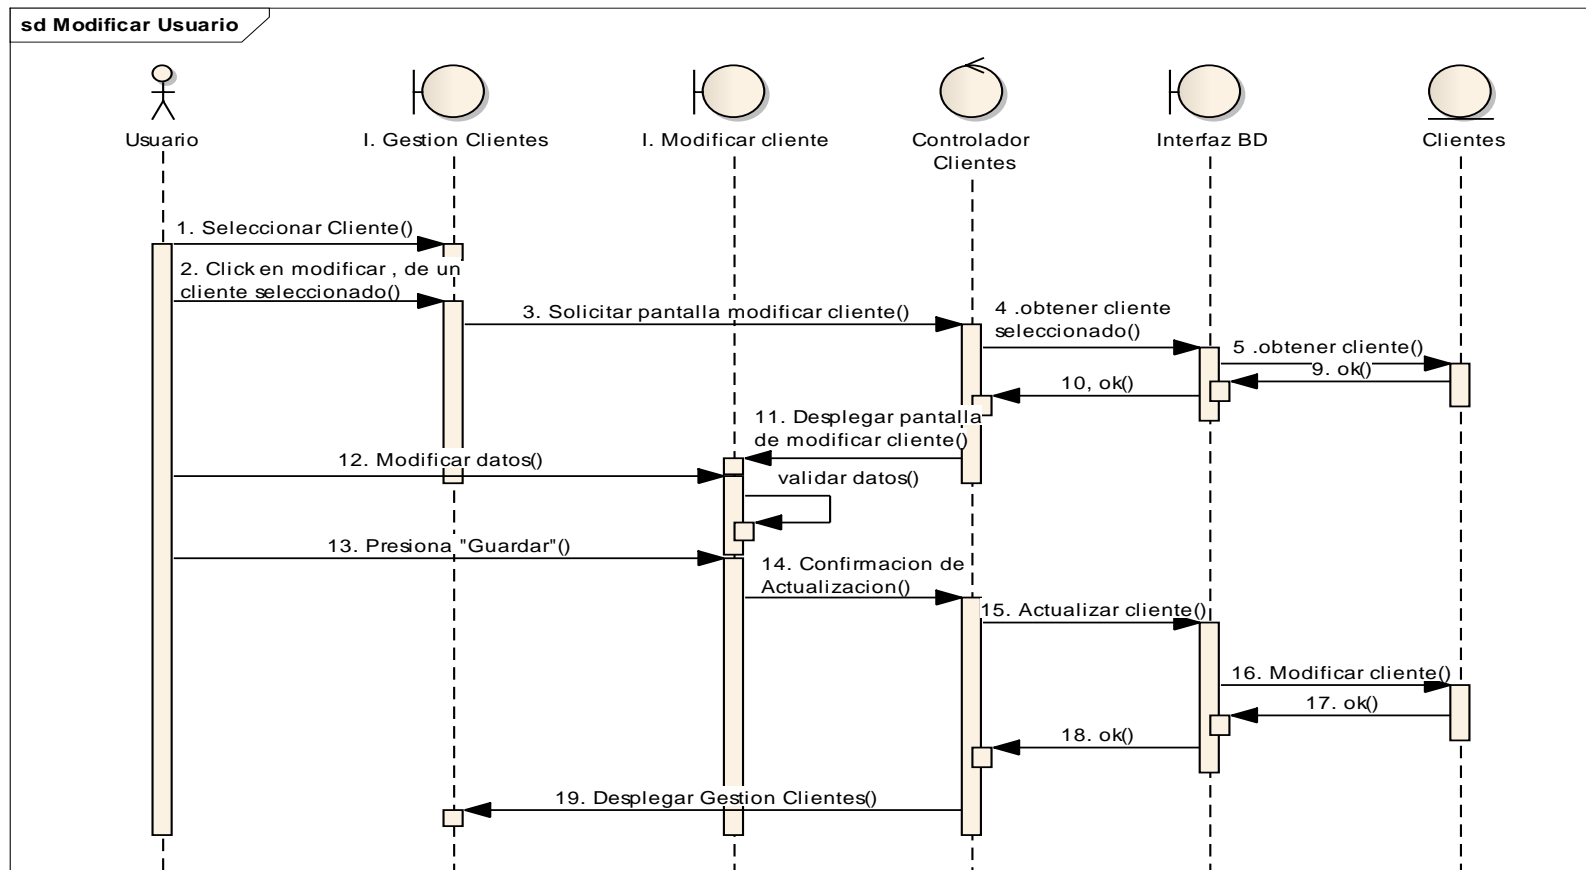 sd Modificar Usuario
Usuario
I. Gestion Clientes
I. Modificar cliente
Controlador
Clientes
Interfaz BD
Clientes
1. Seleccionar Cliente()
2. Click en modificar , de un
cliente seleccionado()
3. Solicitar pantalla modificar cliente()
4 .obtener cliente
seleccionado()
5 .obtener cliente()
9. ok()
10, ok()
11. Desplegar pantalla
de modificar cliente()
12. Modificar datos()
validar datos()
13. Presiona "Guardar"()
14. Confirmacion de
Actualizacion()
15. Actualizar cliente()
16. Modificar cliente()
17. ok()
18. ok()
19. Desplegar Gestion Clientes()